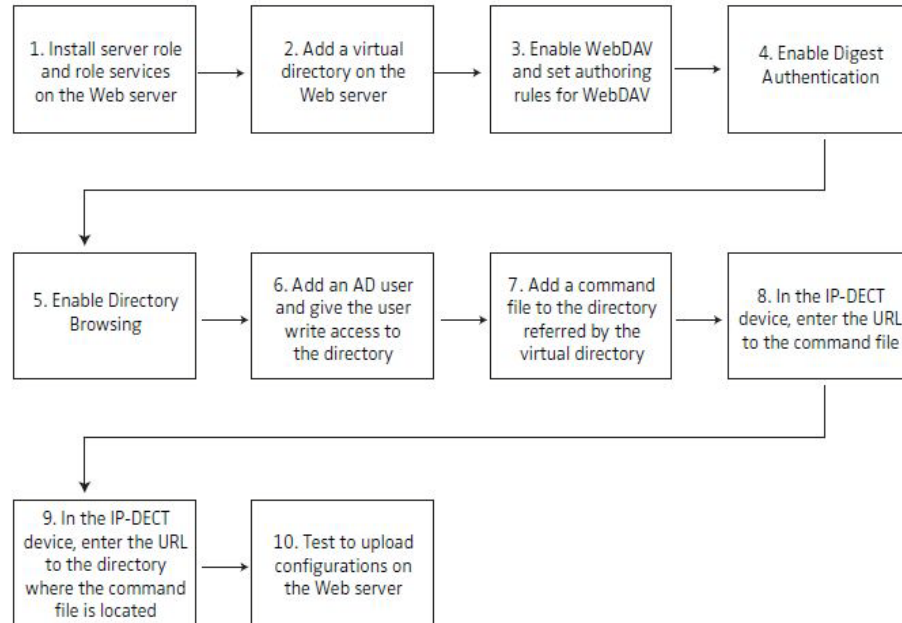 1. Install server role
and role services
on the Web server
2. Add a virtual
directory on the
Web server
3. Enable WebDAV
and set authoring
rules for WebDAV
4. Enable Digest
Authentication
5. Enable Directory
Browsing
6. Add an AD user
and give the user
write access to
the directory
7. Add a command
file to the directory
referred by the
virtual directory
8. In the IP-DECT
device, enter the URL
to the command file
9. In the IP-DECT
device, enter the URL
to the directory
where the command
file is located
10. Test to upload
configurations on
the Web server